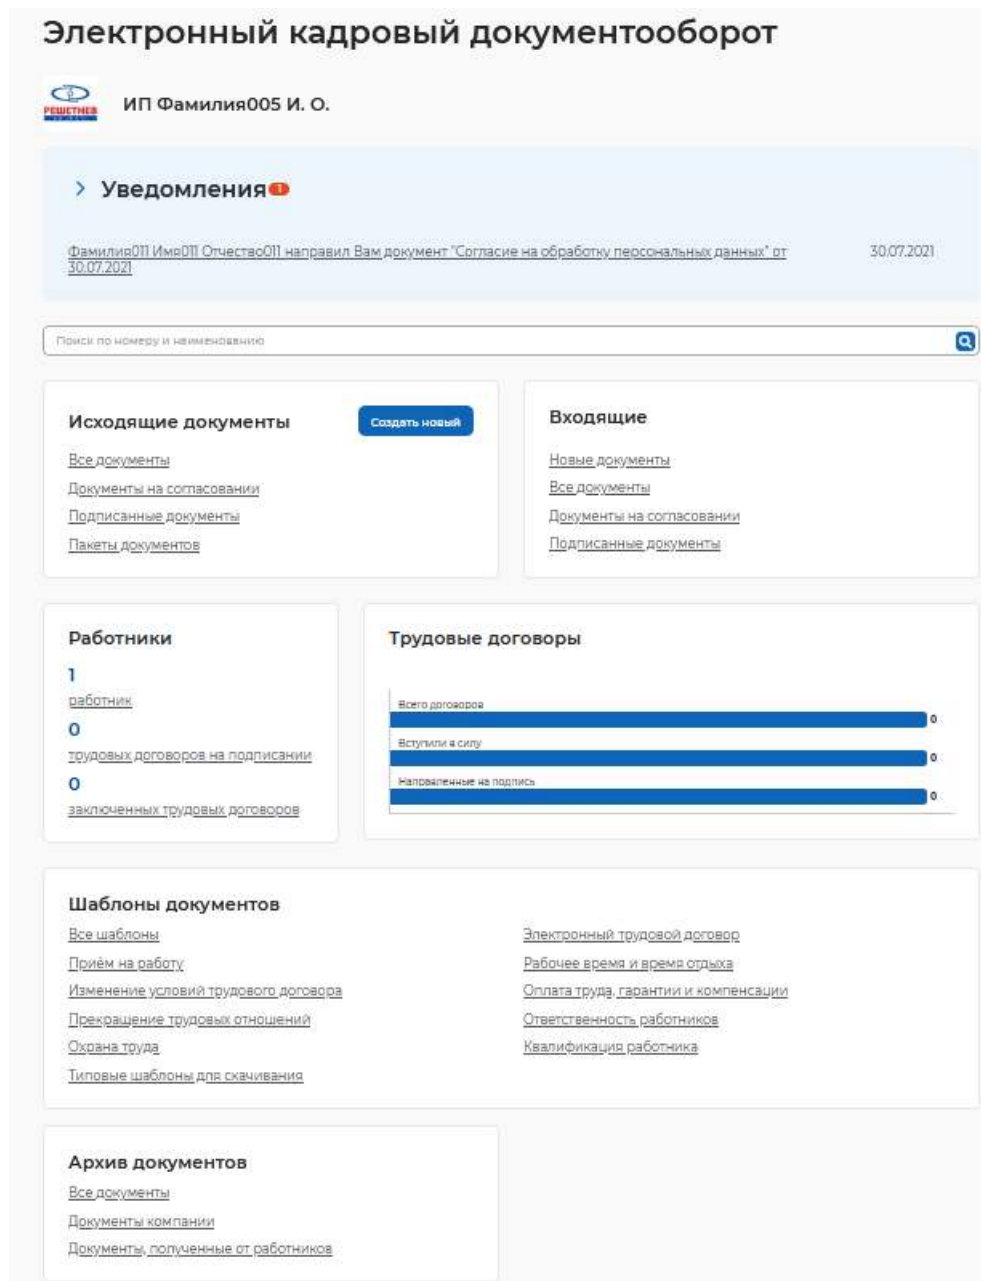 Электронный кадровый документооборот
РЕШЕТНЕВ
ИП Фамилия005 И. О.
Уведомления 1
Фамилия011 Имя011 Отчество011 направил Вам документ "Согласие на обработку персональных данных" от 30.07.2021
30.07.2021
Поиск по номеру и наименованию
Исходящие документы
Создать новый
Все документы
Документы на согласовании
Подписанные документы
Пакеты документов
Входящие
Новые документы
Все документы
Документы на согласовании
Подписанные документы
Работники
1
работник
0
трудовых договоров на подписании
0
заключенных трудовых договоров
Трудовые договоры
Всего договоров
0
Вступили в силу
0
Направленные на подпись
0
Шаблоны документов
Все шаблоны
Приём на работу
Изменение условий трудового договора
Прекращение трудовых отношений
Охрана труда
Типовые шаблоны для скачивания
Электронный трудовой договор
Рабочее время и время отдыха
Оплата труда, гарантии и компенсации
Ответственность работников
Квалификация работника
Архив документов
Все документы
Документы компании
Документы, полученные от работников